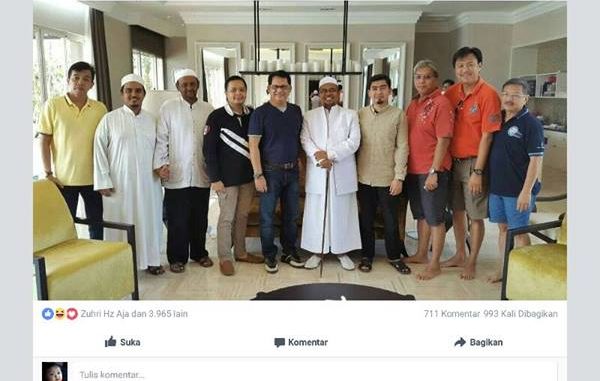 Zuhri Hz Aja dan 3.965 lain 711 Komentar 993 Kali Dibagikan
Suka Komentar Bagikan
Tulis komentar...